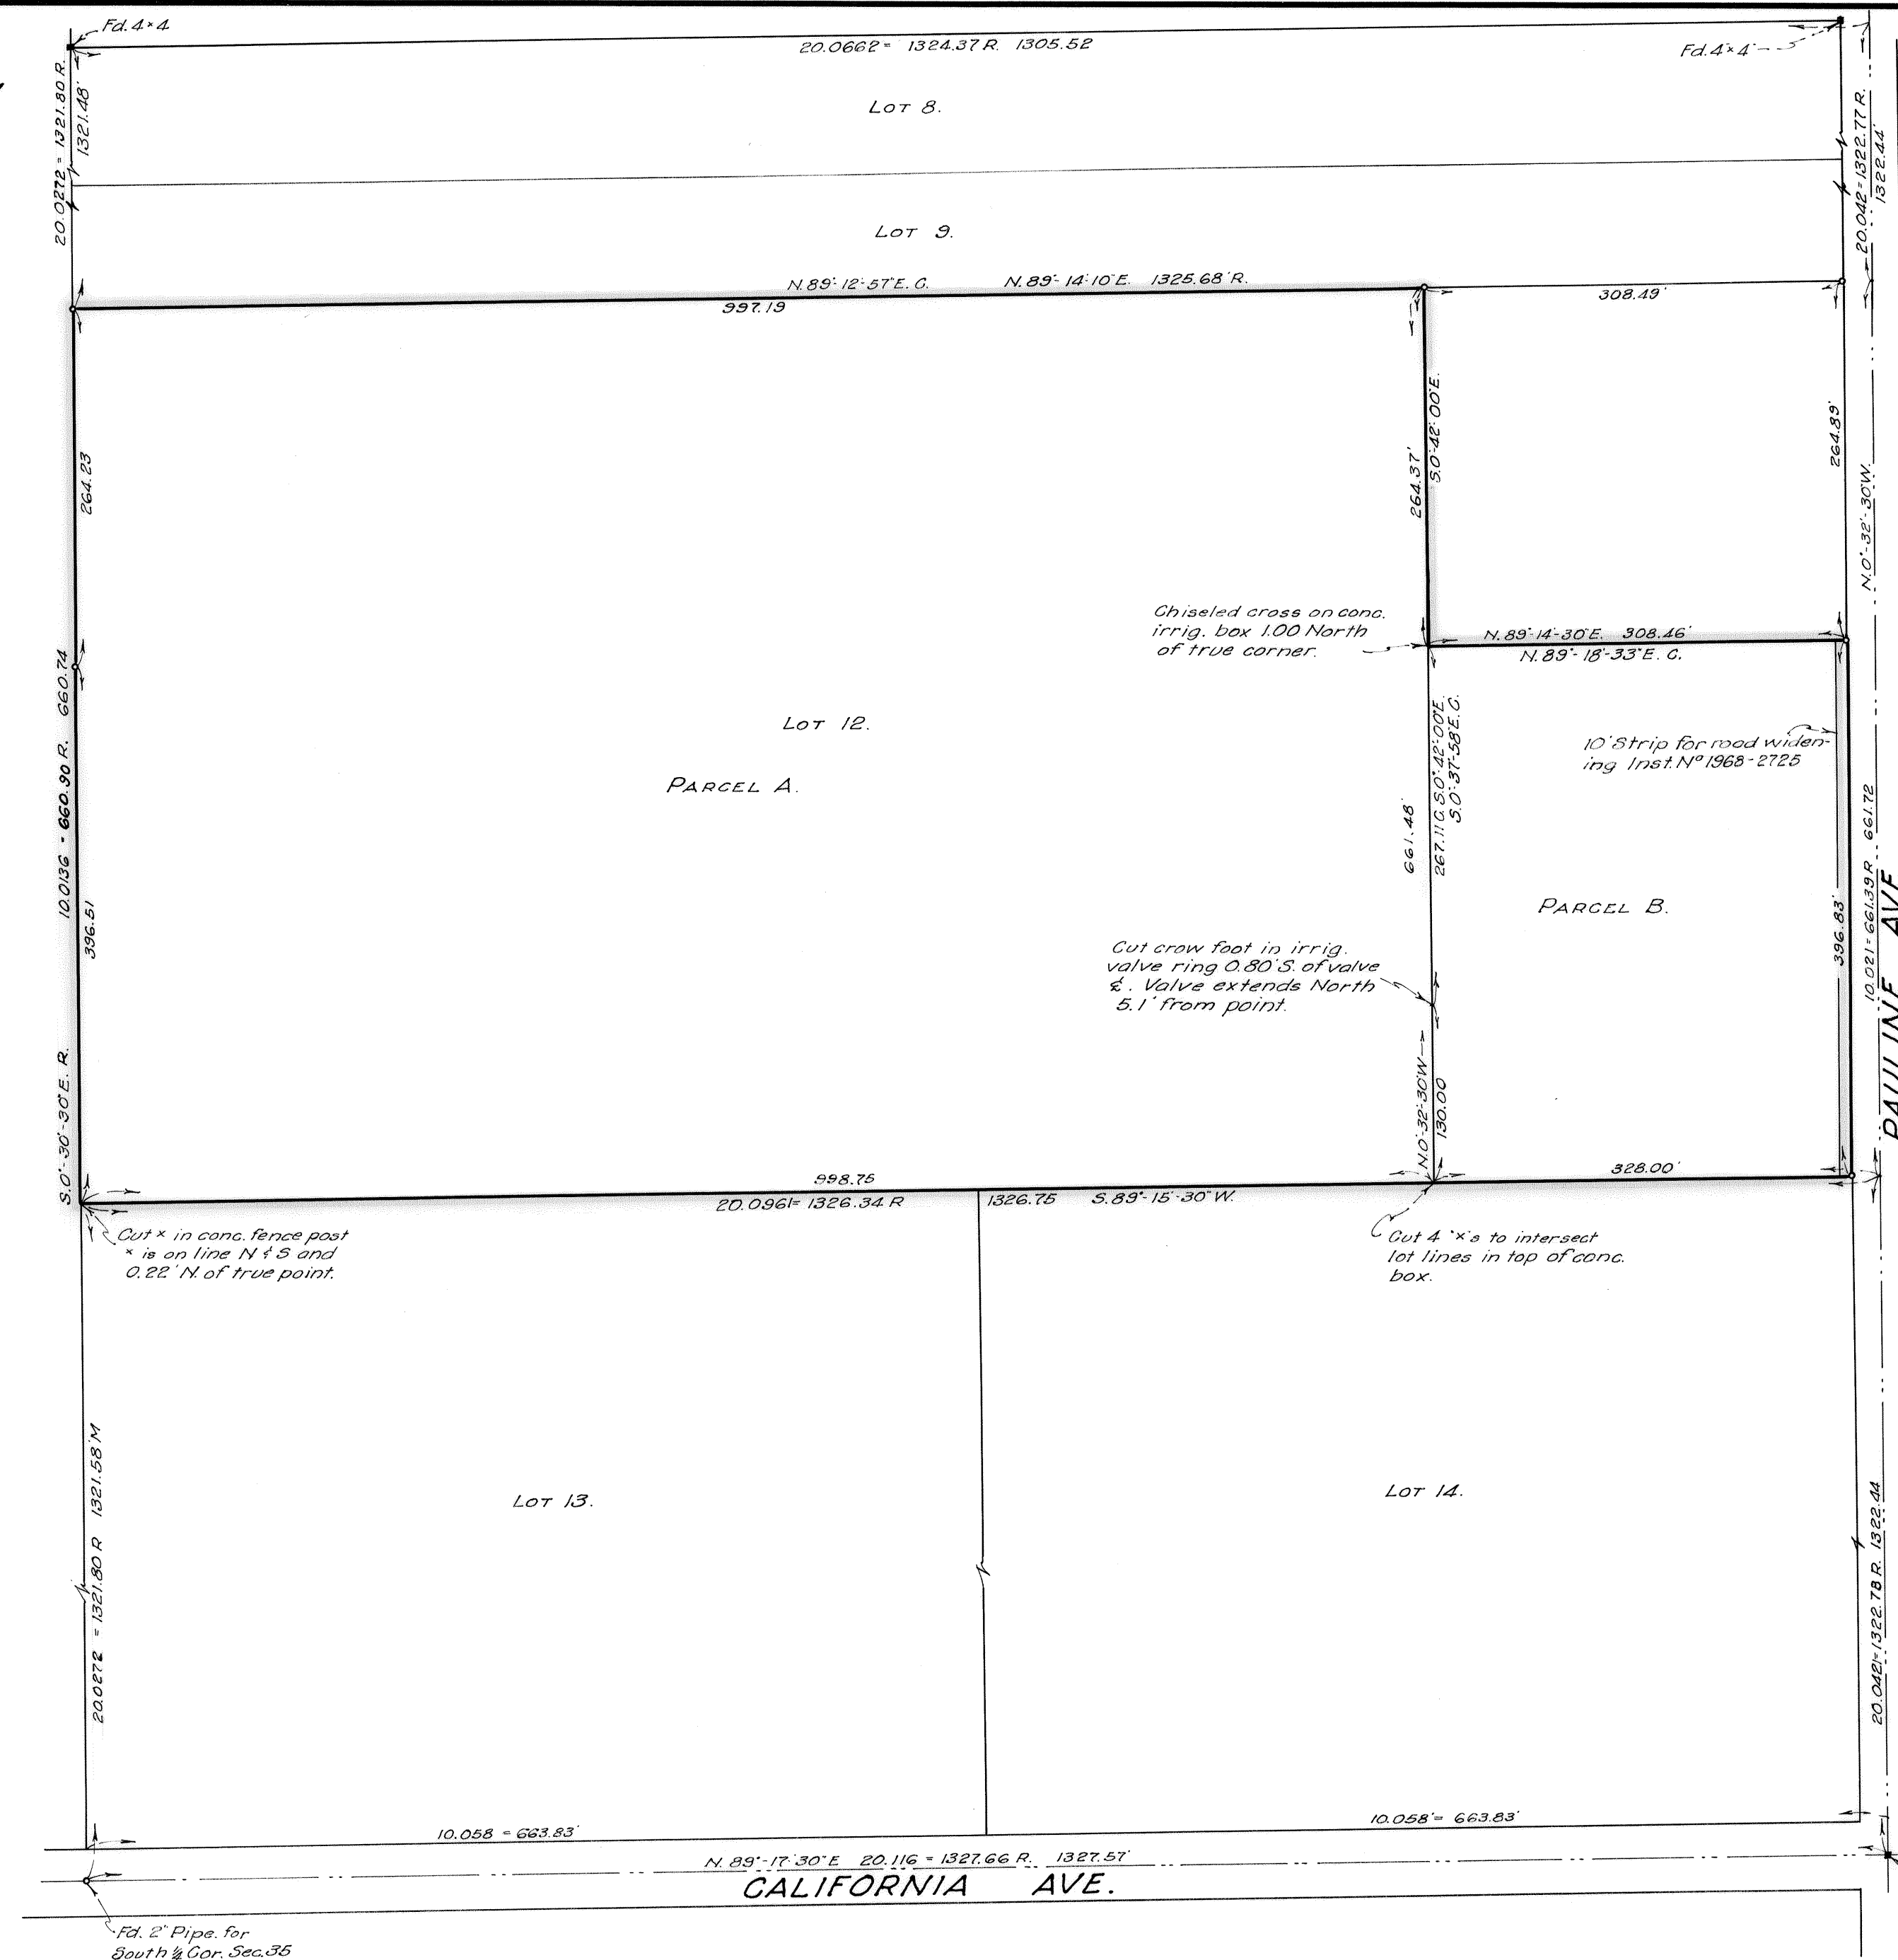 Fd. 4×4
20.0662 = 1324.37 R. 1305.52
Fd. 4×4
20.0272 = 1321.80 R.
1321.48'
LOT 8.
20.042 = 1322.77 R.
1322.44'
LOT 9.
N. 89°-12'-57" E. C. N. 89°-14'-10" E. 1325.68' R.
997.19
308.49'
264.23
264.37'
S.0°-42'-00"E.
264.89'
N.0°-32'-30"W.
Chiseled cross on conc.
irrig. box 1.00 North
of true corner.
N. 89°-14'-30" E. 308.46'
N. 89°-18'-33" E. C.
LOT 12.
PARCEL A.
10.0136 = 660.90 R. 660.74
396.51
S.0°-30'-30"E. R.
661.48'
267.11 C. S.0°-42'-00"E.
S.0°-37'-58"E. C.
10' Strip for road widen-
ing Inst. Nº 1968-2725
PARCEL B.
396.83'
10.021 = 661.39 R 661.72
PAULINE AVE
Cut crow foot in irrig.
valve ring 0.80' S. of valve
℄. Valve extends North
5.1' from point.
N.0°-32'-30"W
130.00
998.75
328.00'
20.0961 = 1326.34 R 1326.75 S. 89°-15'-30" W.
Cut × in conc. fence post
× is on line N & S and
0.22' N. of true point.
Cut 4 "×"s to intersect
lot lines in top of conc.
box.
20.0272 = 1321.80 R 1321.58' M
LOT 13.
LOT 14.
20.0421 = 1322.78 R. 1322.44
10.058 = 663.83'
10.058' = 663.83'
N. 89°-17'-30" E 20.116 = 1327.66 R. 1327.57'
CALIFORNIA AVE.
Fd. 2" Pipe. for
South ¼ Cor. Sec. 35